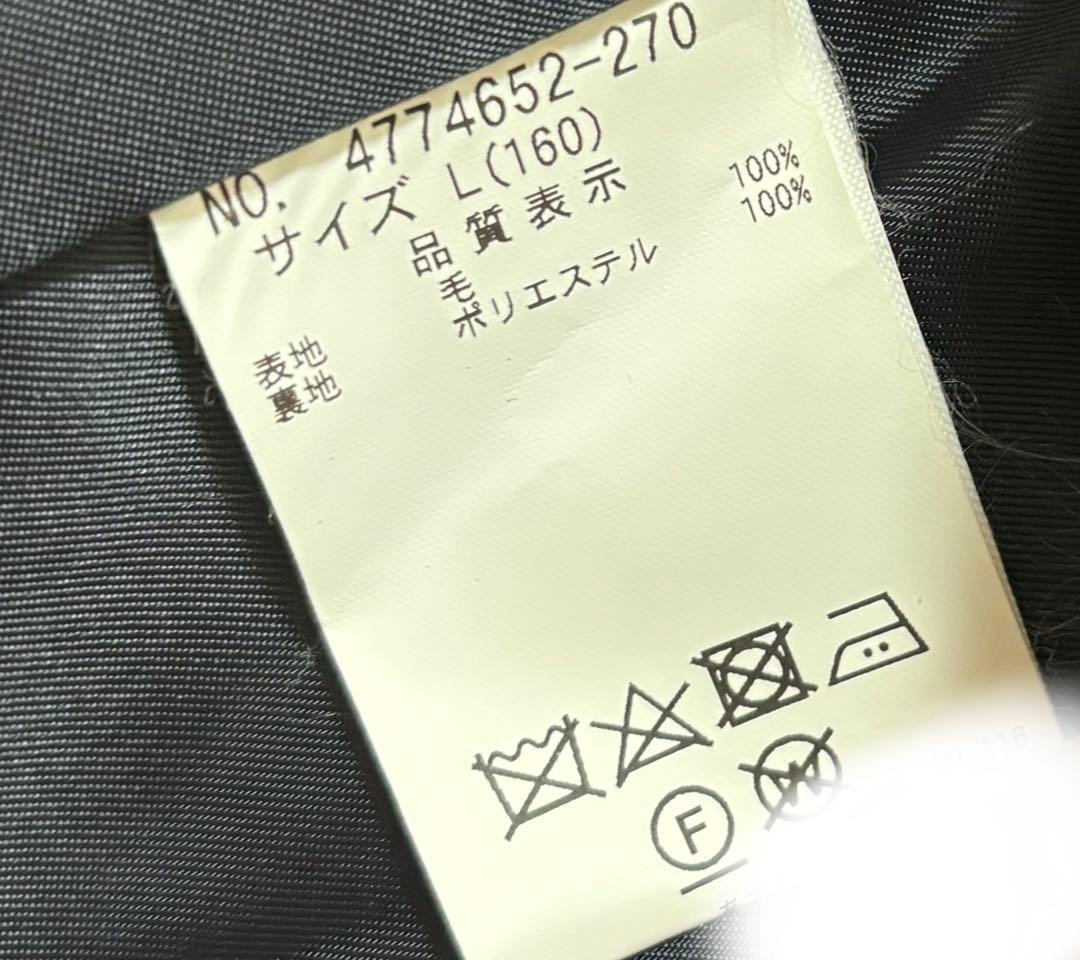 NO. 4774652-270
サイズ L(160)
品質表示
表地 毛 100%
裏地 ポリエステル 100%
F
W